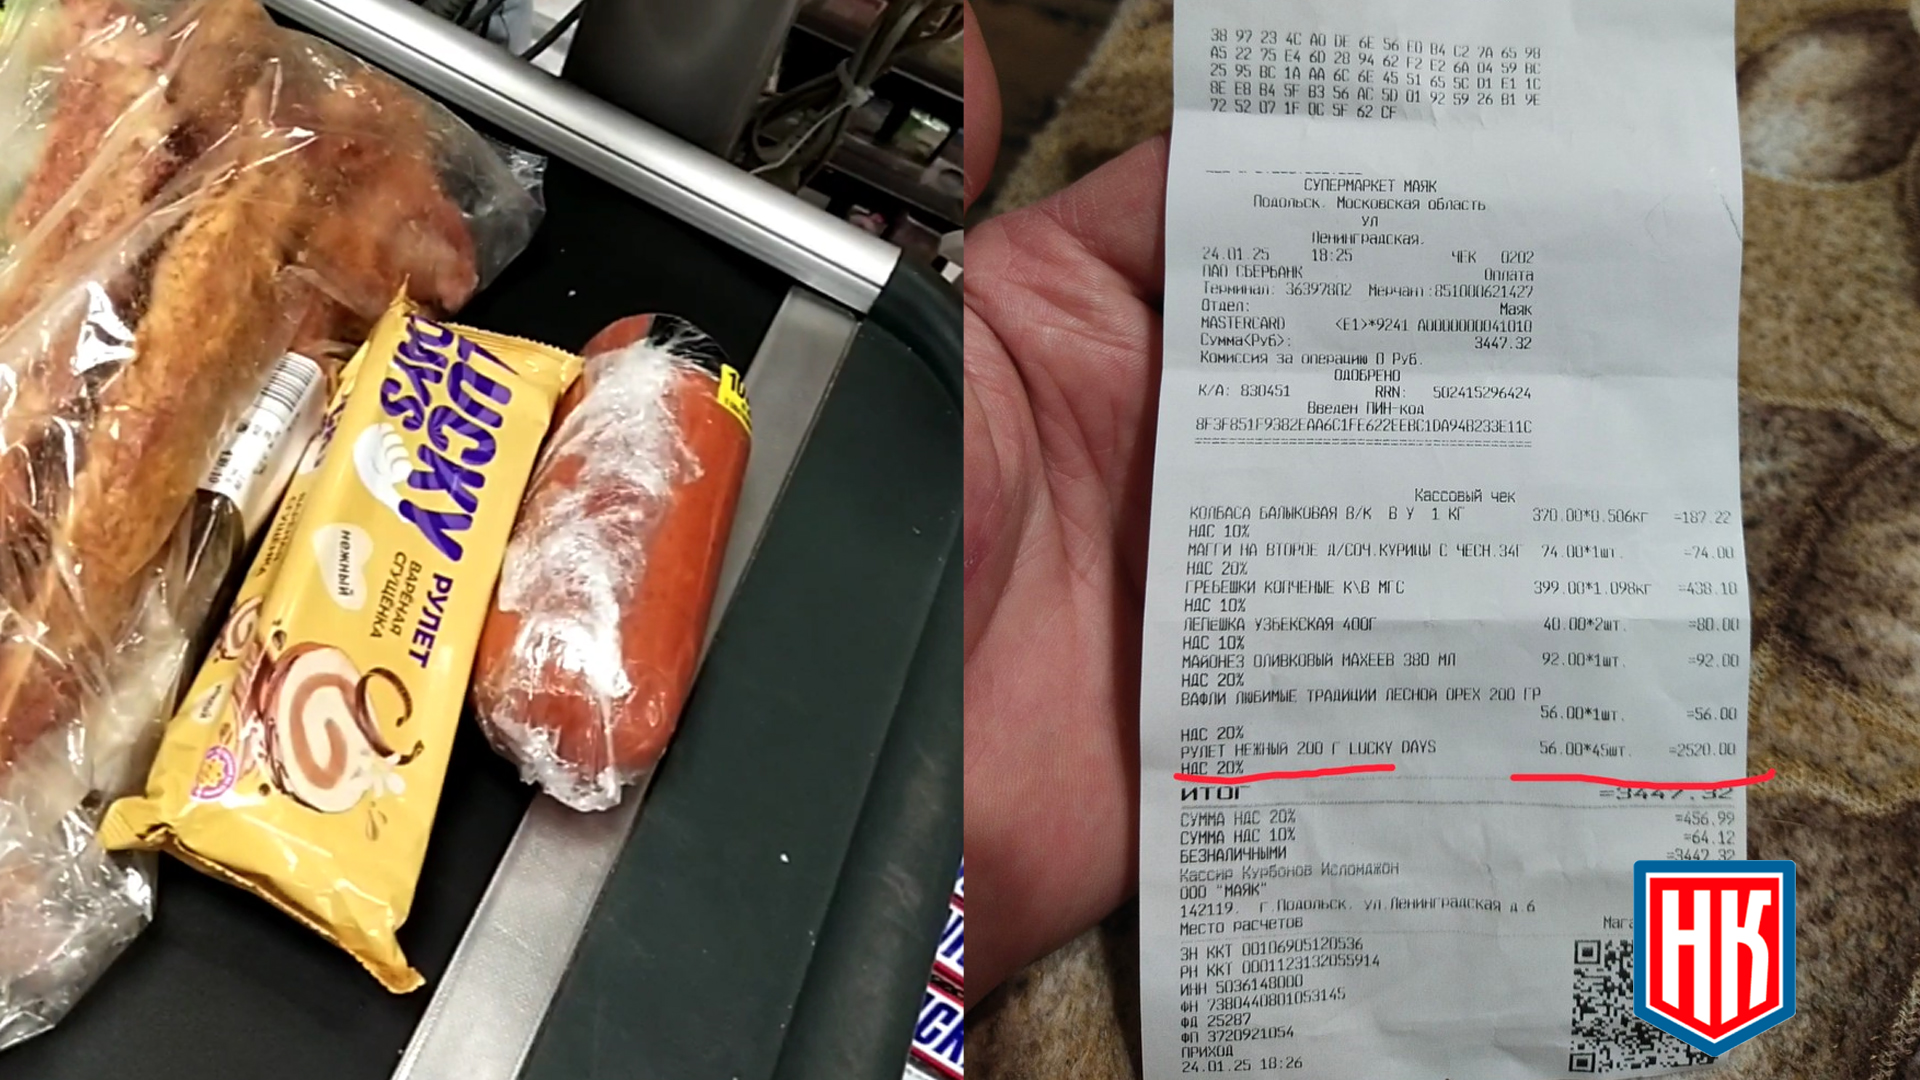 LUCKY
DAYS
РУЛЕТ
ВАРЁНАЯ
СГУЩЕНКА
нежный
38 97 23 4C A0 DE 6E 56 F0 B4 C2 7A 65 98
A5 22 75 E4 6D 28 94 62 F2 E2 6A 04 59 BC
25 95 BC 1A AA 6C 6E 45 51 65 5C D1 E1 1C
8E E8 B4 5F B3 56 AC 5D 01 92 59 26 B1 9E
72 52 07 1F 0C 5F 62 CF
СУПЕРМАРКЕТ МАЯК
Подольск, Московская область
ул
Ленинградская,
24.01.25 18:25 ЧЕК 0202
ПАО СБЕРБАНК Оплата
Терминал: 36397802 Мерчант:851000621427
Отдел: Маяк
MASTERCARD <E1>*9241 A0000000041010
Сумма<Руб>: 3447.32
Комиссия за операцию 0 Руб.
ОДОБРЕНО
К/А: 830451 RRN: 502415296424
Введен ПИН-код
8F3F851F9382EAA6C1FE622EEBC1DA94B233E11C
Кассовый чек
КОЛБАСА БАЛЫКОВАЯ В/К В У 1 КГ 370.00*0.506кг =187.22
НДС 10%
МАГГИ НА ВТОРОЕ Д/СОЧ.КУРИЦЫ С ЧЕСН.34Г 74.00*1шт. =74.00
НДС 20%
ГРЕБЕШКИ КОПЧЕНЫЕ К\В МГС 399.00*1.098кг =438.10
НДС 10%
ЛЕПЕШКА УЗБЕКСКАЯ 400Г 40.00*2шт. =80.00
НДС 10%
МАЙОНЕЗ ОЛИВКОВЫЙ МАХЕЕВ 380 МЛ 92.00*1шт. =92.00
НДС 20%
ВАФЛИ ЛЮБИМЫЕ ТРАДИЦИИ ЛЕСНОЙ ОРЕХ 200 ГР
56.00*1шт. =56.00
НДС 20%
РУЛЕТ НЕЖНЫЙ 200 Г LUCKY DAYS 56.00*45шт. =2520.00
НДС 20%
ИТОГ =3447.32
СУММА НДС 20% =456.99
СУММА НДС 10% =64.12
БЕЗНАЛИЧНЫМИ =3447.32
Кассир Курбонов Исломджон
ООО "МАЯК"
142119, г.Подольск, ул.Ленинградская д.6
Место расчетов Мага
ЗН ККТ 00106905120536
РН ККТ 0001123132055914
ИНН 5036148000
ФН 7380440801053145
ФД 25287
ФП 3720921054
ПРИХОД
24.01.25 18:26
НК